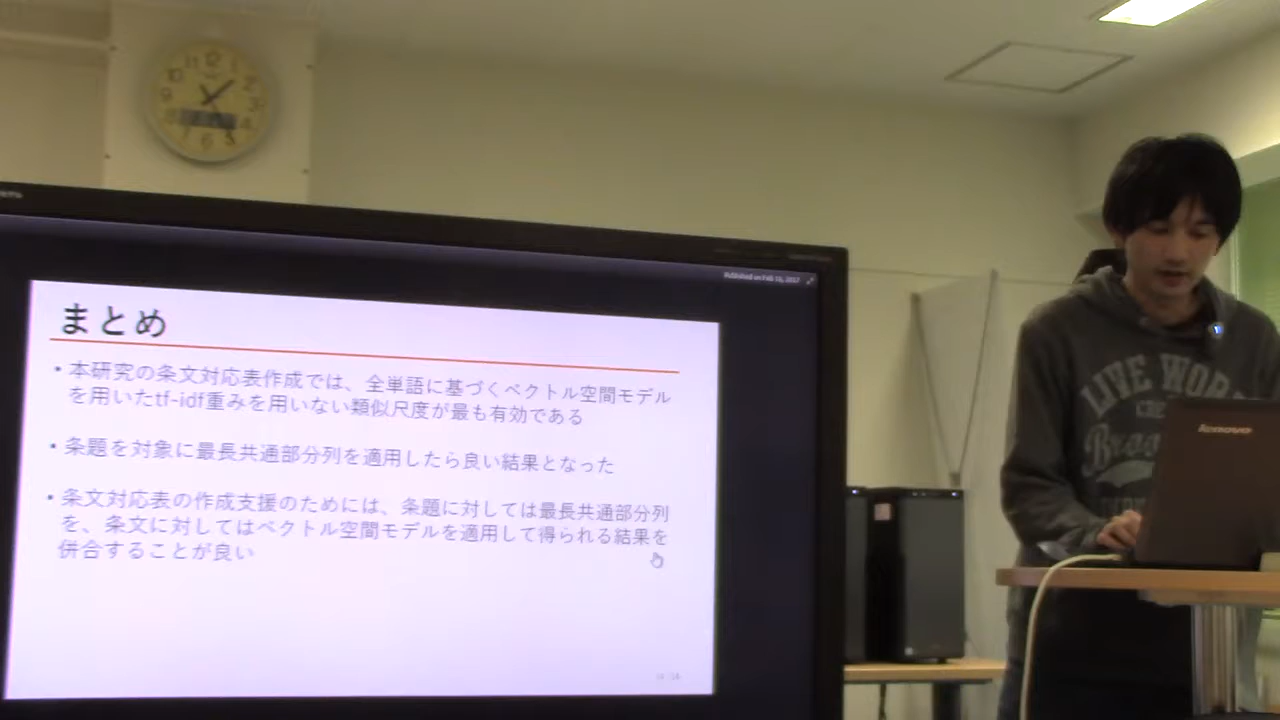 Published on Feb 16, 2017
まとめ
• 本研究の条文対応表作成では、全単語に基づくベクトル空間モデル
を用いたtf-idf重みを用いない類似尺度が最も有効である
• 条題を対象に最長共通部分列を適用したら良い結果となった
• 条文対応表の作成支援のためには、条題に対しては最長共通部分列
を、条文に対してはベクトル空間モデルを適用して得られる結果を
併合することが良い
LIVE WOR
lenovo